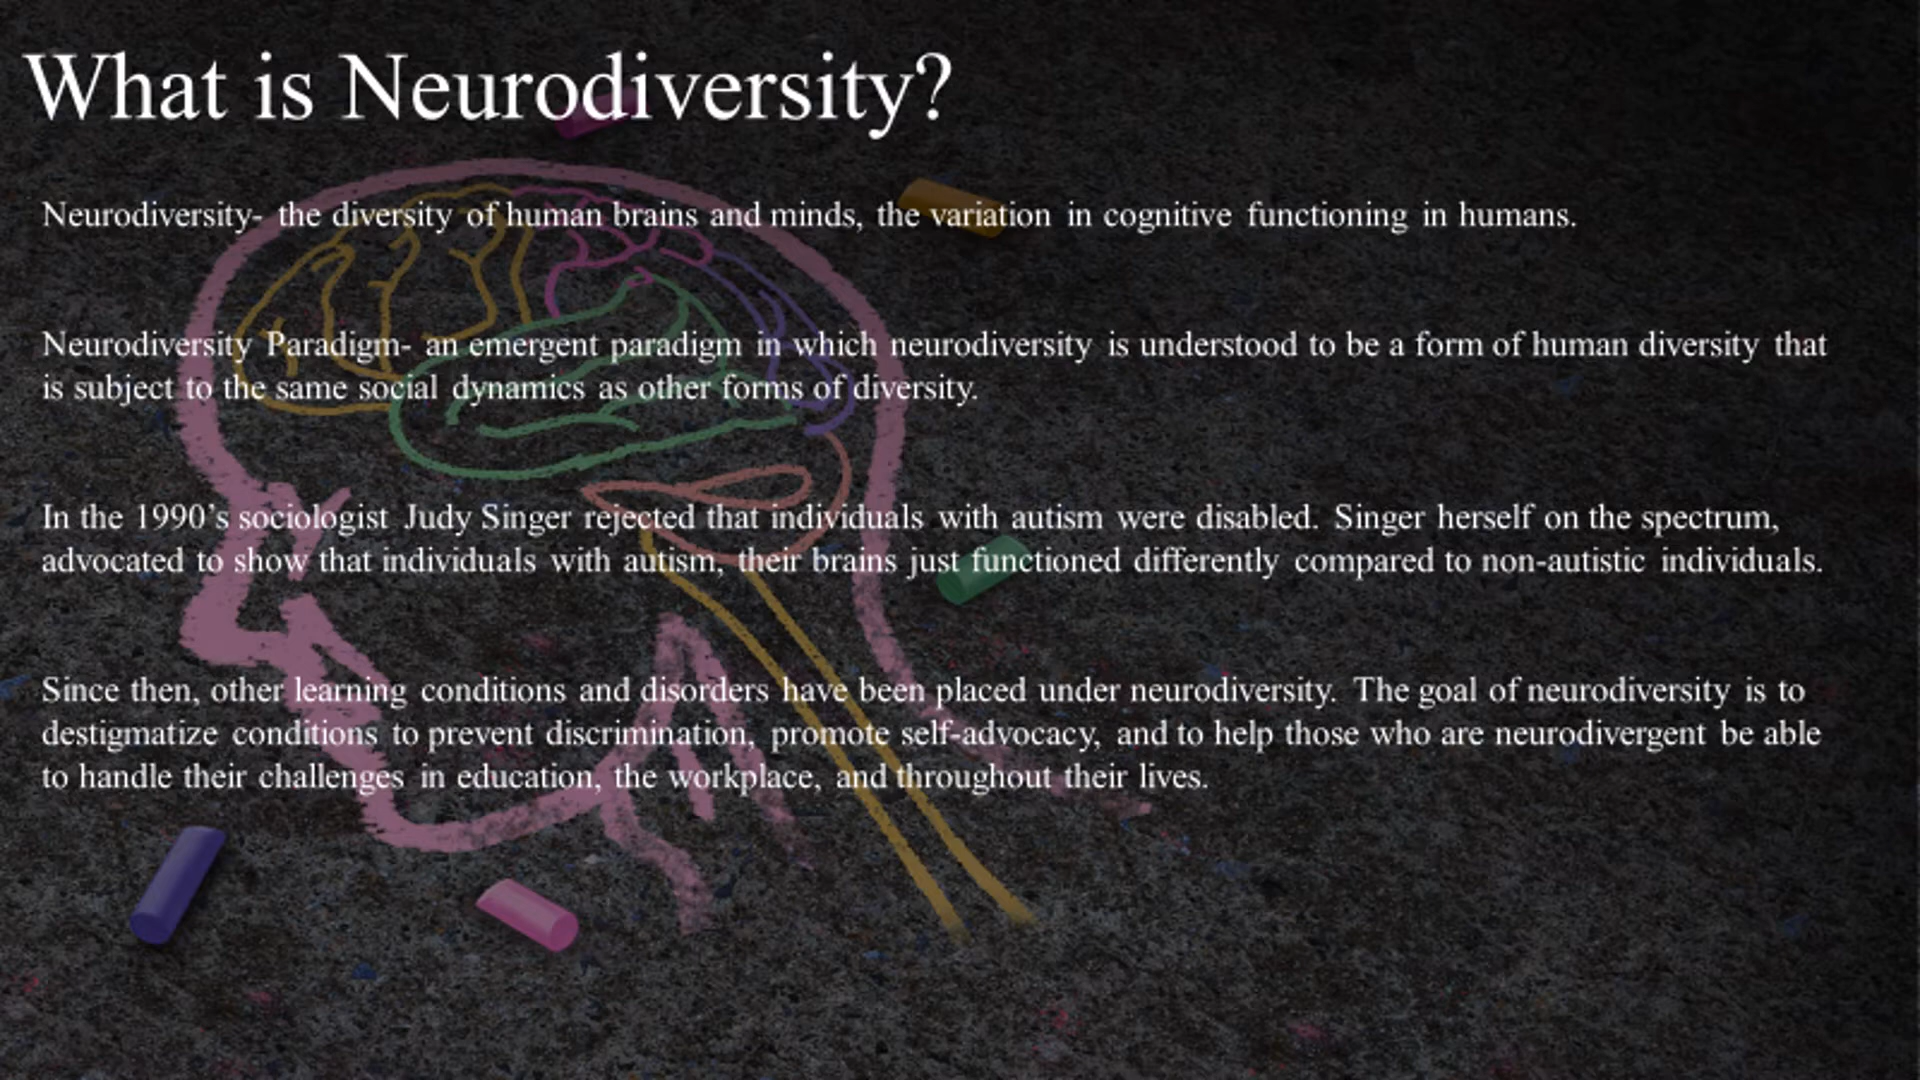 What is Neurodiversity?
Neurodiversity- the diversity of human brains and minds, the variation in cognitive functioning in humans.
Neurodiversity Paradigm- an emergent paradigm in which neurodiversity is understood to be a form of human diversity that
is subject to the same social dynamics as other forms of diversity.
In the 1990’s sociologist Judy Singer rejected that individuals with autism were disabled. Singer herself on the spectrum,
advocated to show that individuals with autism, their brains just functioned differently compared to non-autistic individuals.
Since then, other learning conditions and disorders have been placed under neurodiversity. The goal of neurodiversity is to
destigmatize conditions to prevent discrimination, promote self-advocacy, and to help those who are neurodivergent be able
to handle their challenges in education, the workplace, and throughout their lives.